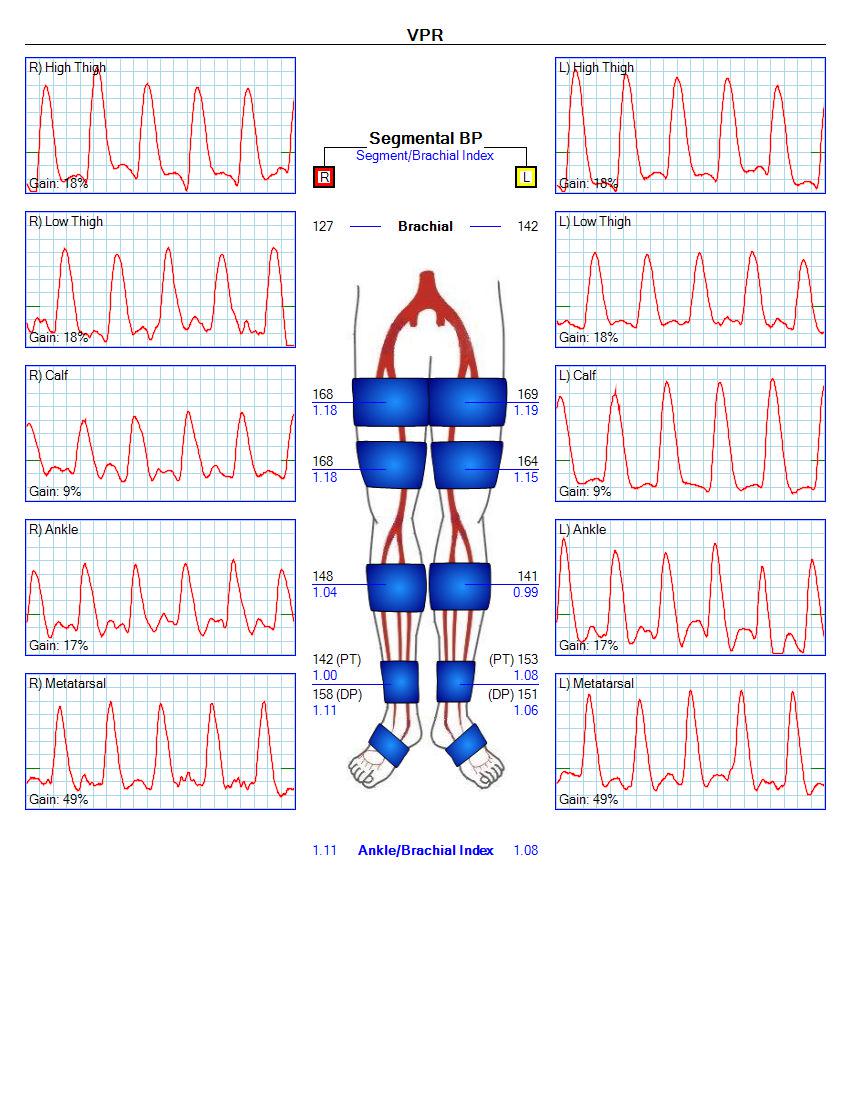 VPR
R) High Thigh
Gain: 18%
L) High Thigh
Gain: 18%
Segmental BP
Segment/Brachial Index
R
L
127 Brachial 142
R) Low Thigh
Gain: 18%
L) Low Thigh
Gain: 18%
R) Calf
Gain: 9%
168 169
1.18 1.19
168 164
1.18 1.15
L) Calf
Gain: 9%
R) Ankle
Gain: 17%
148 141
1.04 0.99
L) Ankle
Gain: 17%
142 (PT) (PT) 153
1.00 1.08
158 (DP) (DP) 151
1.11 1.06
R) Metatarsal
Gain: 49%
L) Metatarsal
Gain: 49%
1.11 Ankle/Brachial Index 1.08